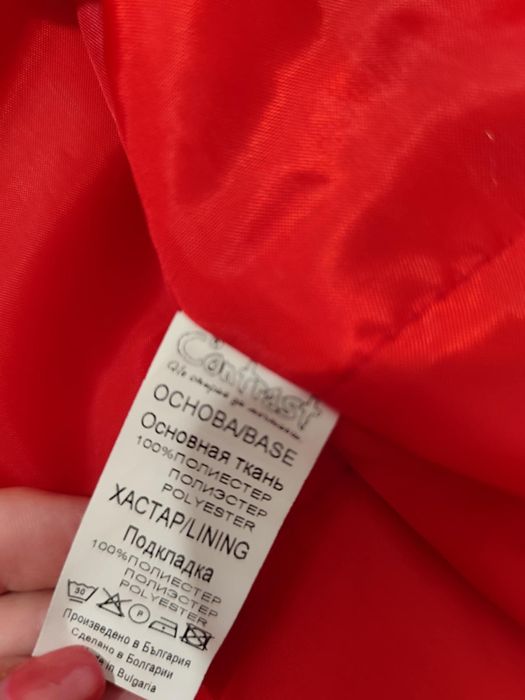 Contrast
ОСНОВА/BASE
Основная ткань
100%ПОЛИЕСТЕР
ПОЛИЭСТЕР
POLYESTER
ХАСТАР/LINING
Подкладка
100%ПОЛИЕСТЕР
ПОЛИЭСТЕР
POLYESTER
30 P
Произведено в България
Сделано в Болгарии
in Bulgaria